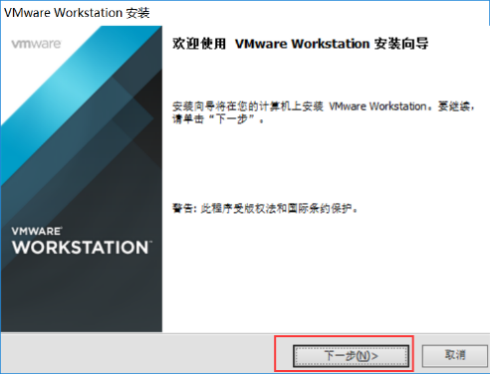 VMware Workstation 安装
vmware
欢迎使用 VMware Workstation 安装向导
安装向导将在您的计算机上安装 VMware Workstation。要继续,
请单击“下一步”。
警告: 此程序受版权法和国际条约保护。
VMWARE
WORKSTATION
下一步(N)>
取消